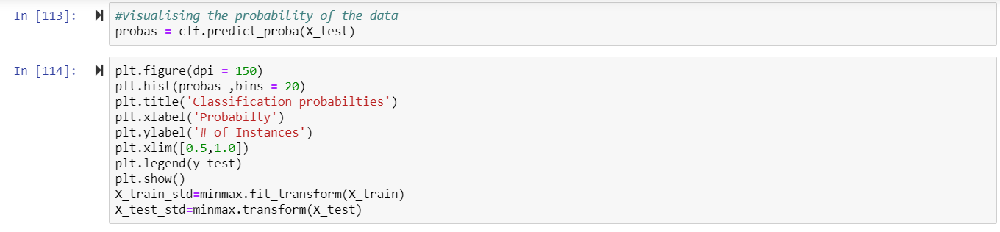 In [113]:
#Visualising the probability of the data
probas = clf.predict_proba(X_test)
In [114]:
plt.figure(dpi = 150)
plt.hist(probas ,bins = 20)
plt.title('Classification probabilties')
plt.xlabel('Probabilty')
plt.ylabel('# of Instances')
plt.xlim([0.5,1.0])
plt.legend(y_test)
plt.show()
X_train_std=minmax.fit_transform(X_train)
X_test_std=minmax.transform(X_test)